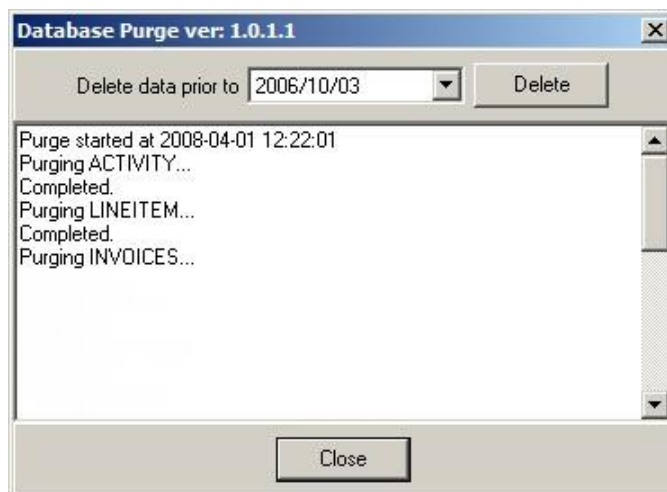 Database Purge ver: 1.0.1.1
Delete data prior to 2006/10/03 Delete
Purge started at 2008-04-01 12:22:01
Purging ACTIVITY...
Completed.
Purging LINEITEM...
Completed.
Purging INVOICES...
Close